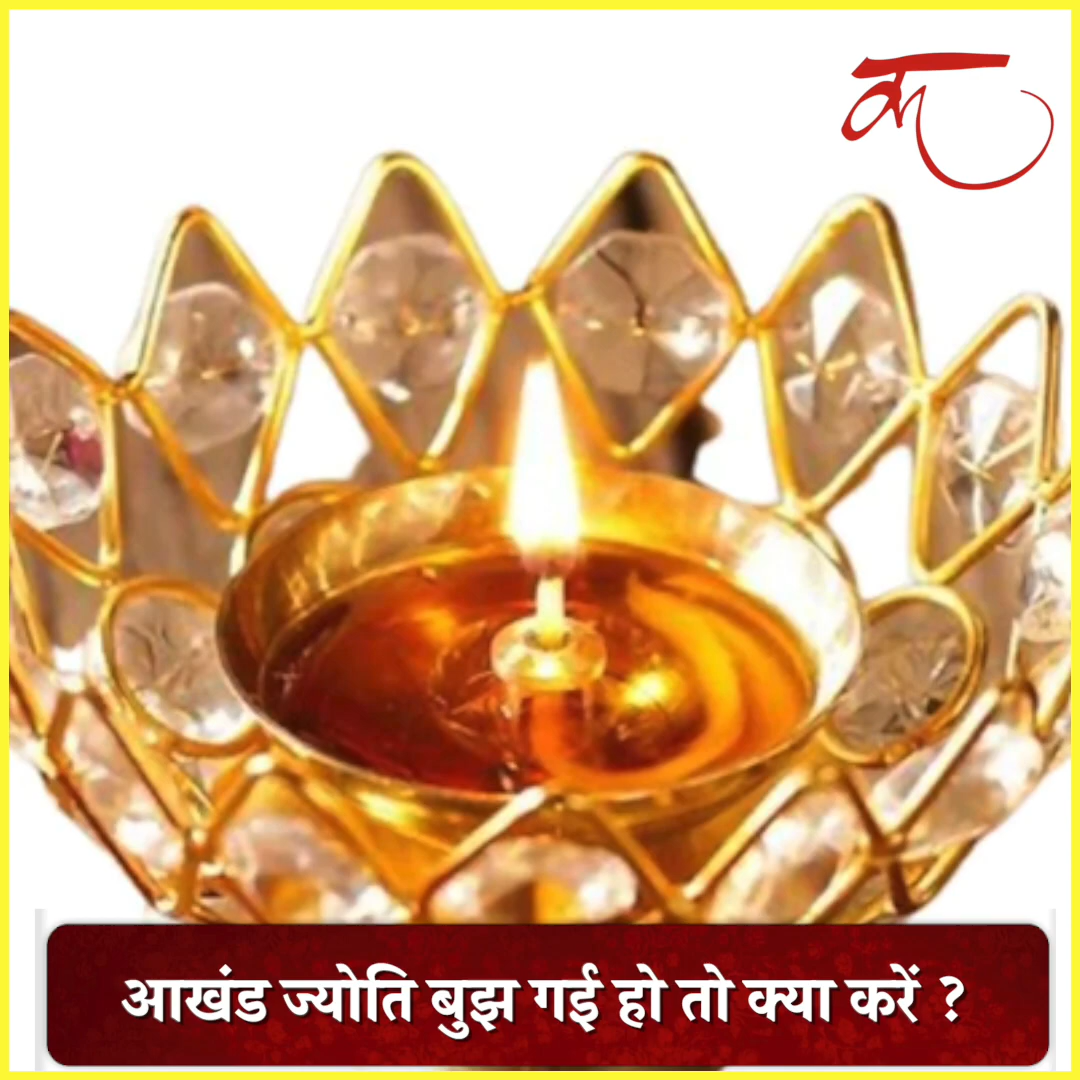 आखंड ज्योति बुझ गई हो तो क्या करें ?